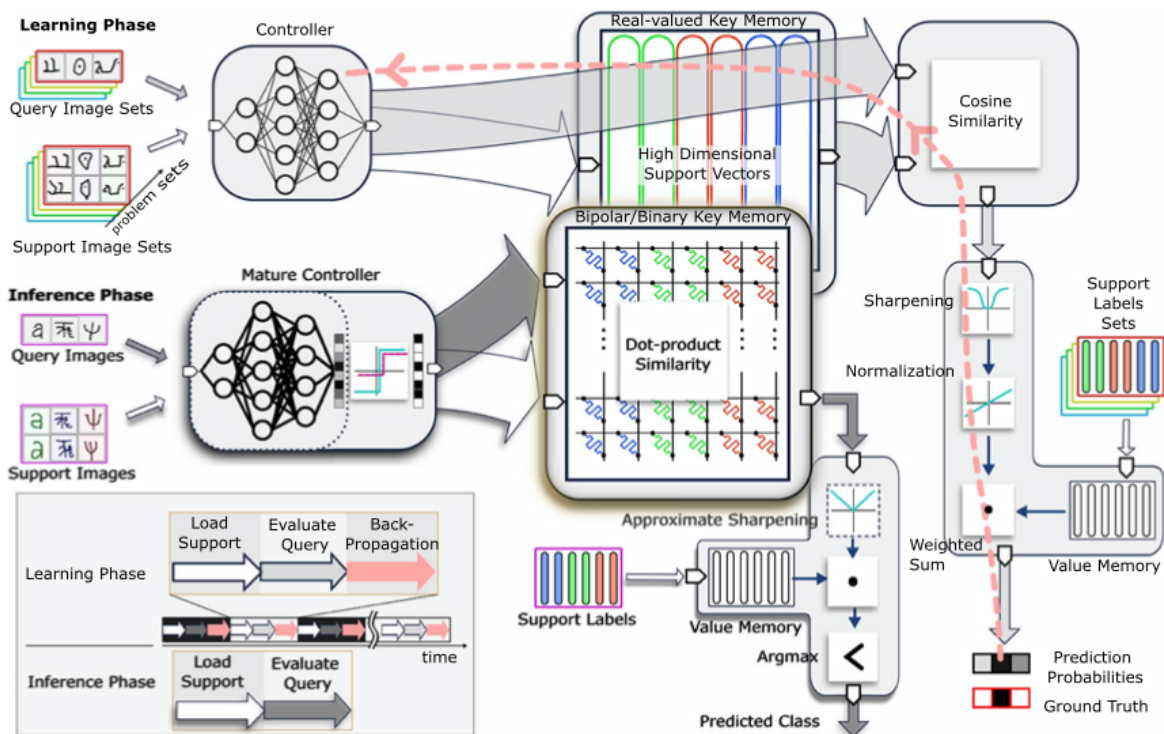 Learning Phase
Query Image Sets
problem sets
Support Image Sets
Controller
Real-valued Key Memory
High Dimensional
Support Vectors
Cosine
Similarity
Bipolar/Binary Key Memory
Dot-product
Similarity
Inference Phase
Query Images
Support Images
Mature Controller
Sharpening
Normalization
Weighted
Sum
Support
Labels
Sets
Value Memory
Prediction
Probabilities
Ground Truth
Approximate Sharpening
Support Labels
Value Memory
Argmax
Predicted Class
Learning Phase
Load
Support
Evaluate
Query
Back-
Propagation
time
Inference Phase
Load
Support
Evaluate
Query